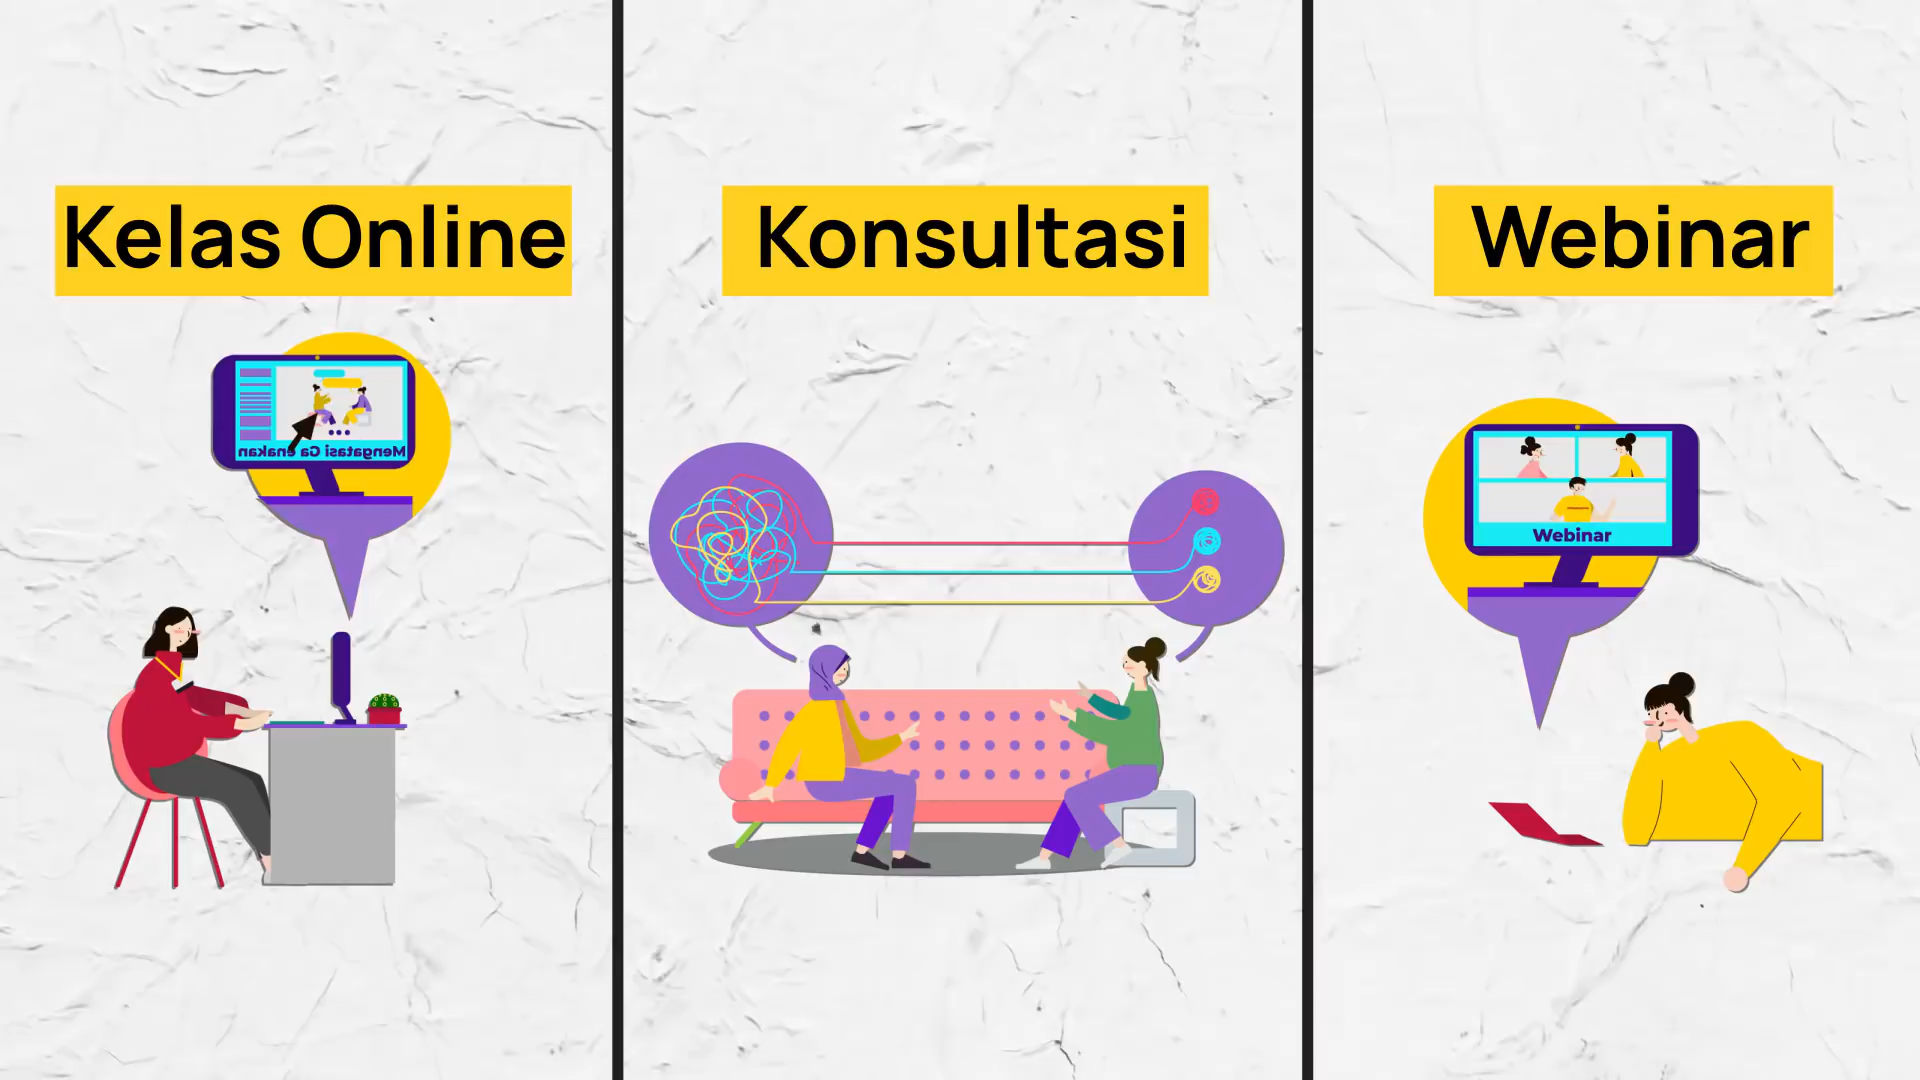 Kelas Online
Konsultasi
Webinar
Mengatasi Ga Enakan
Webinar